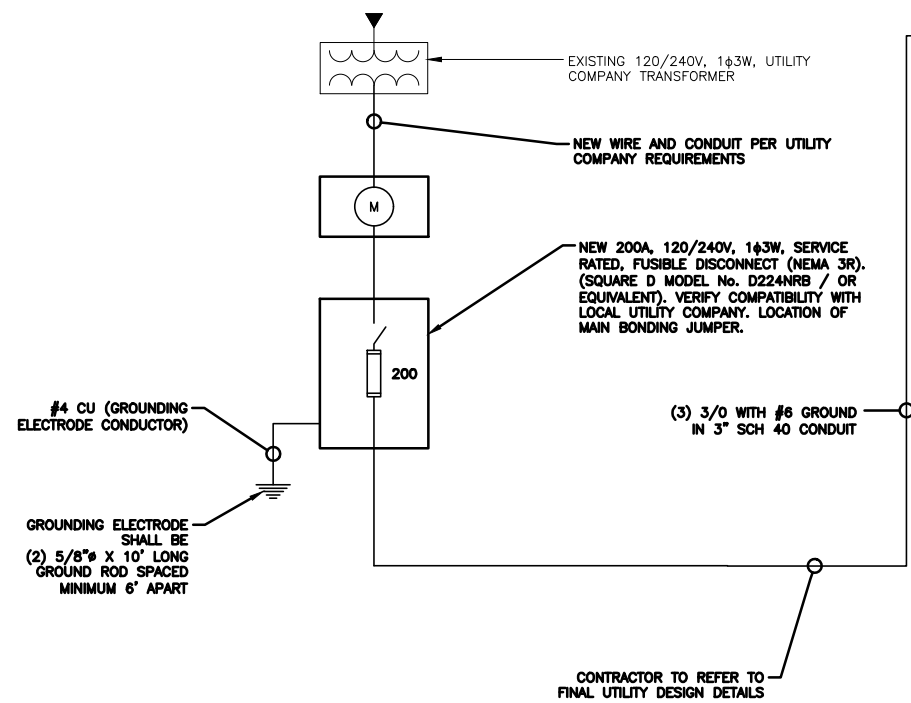 EXISTING 120/240V, 1ϕ3W, UTILITY
COMPANY TRANSFORMER
NEW WIRE AND CONDUIT PER UTILITY
COMPANY REQUIREMENTS
M
NEW 200A, 120/240V, 1ϕ3W, SERVICE
RATED, FUSIBLE DISCONNECT (NEMA 3R).
(SQUARE D MODEL No. D224NRB / OR
EQUIVALENT). VERIFY COMPATIBILITY WITH
LOCAL UTILITY COMPANY. LOCATION OF
MAIN BONDING JUMPER.
200
#4 CU (GROUNDING
ELECTRODE CONDUCTOR)
(3) 3/0 WITH #6 GROUND
IN 3" SCH 40 CONDUIT
GROUNDING ELECTRODE
SHALL BE
(2) 5/8"ø X 10' LONG
GROUND ROD SPACED
MINIMUM 6' APART
CONTRACTOR TO REFER TO
FINAL UTILITY DESIGN DETAILS